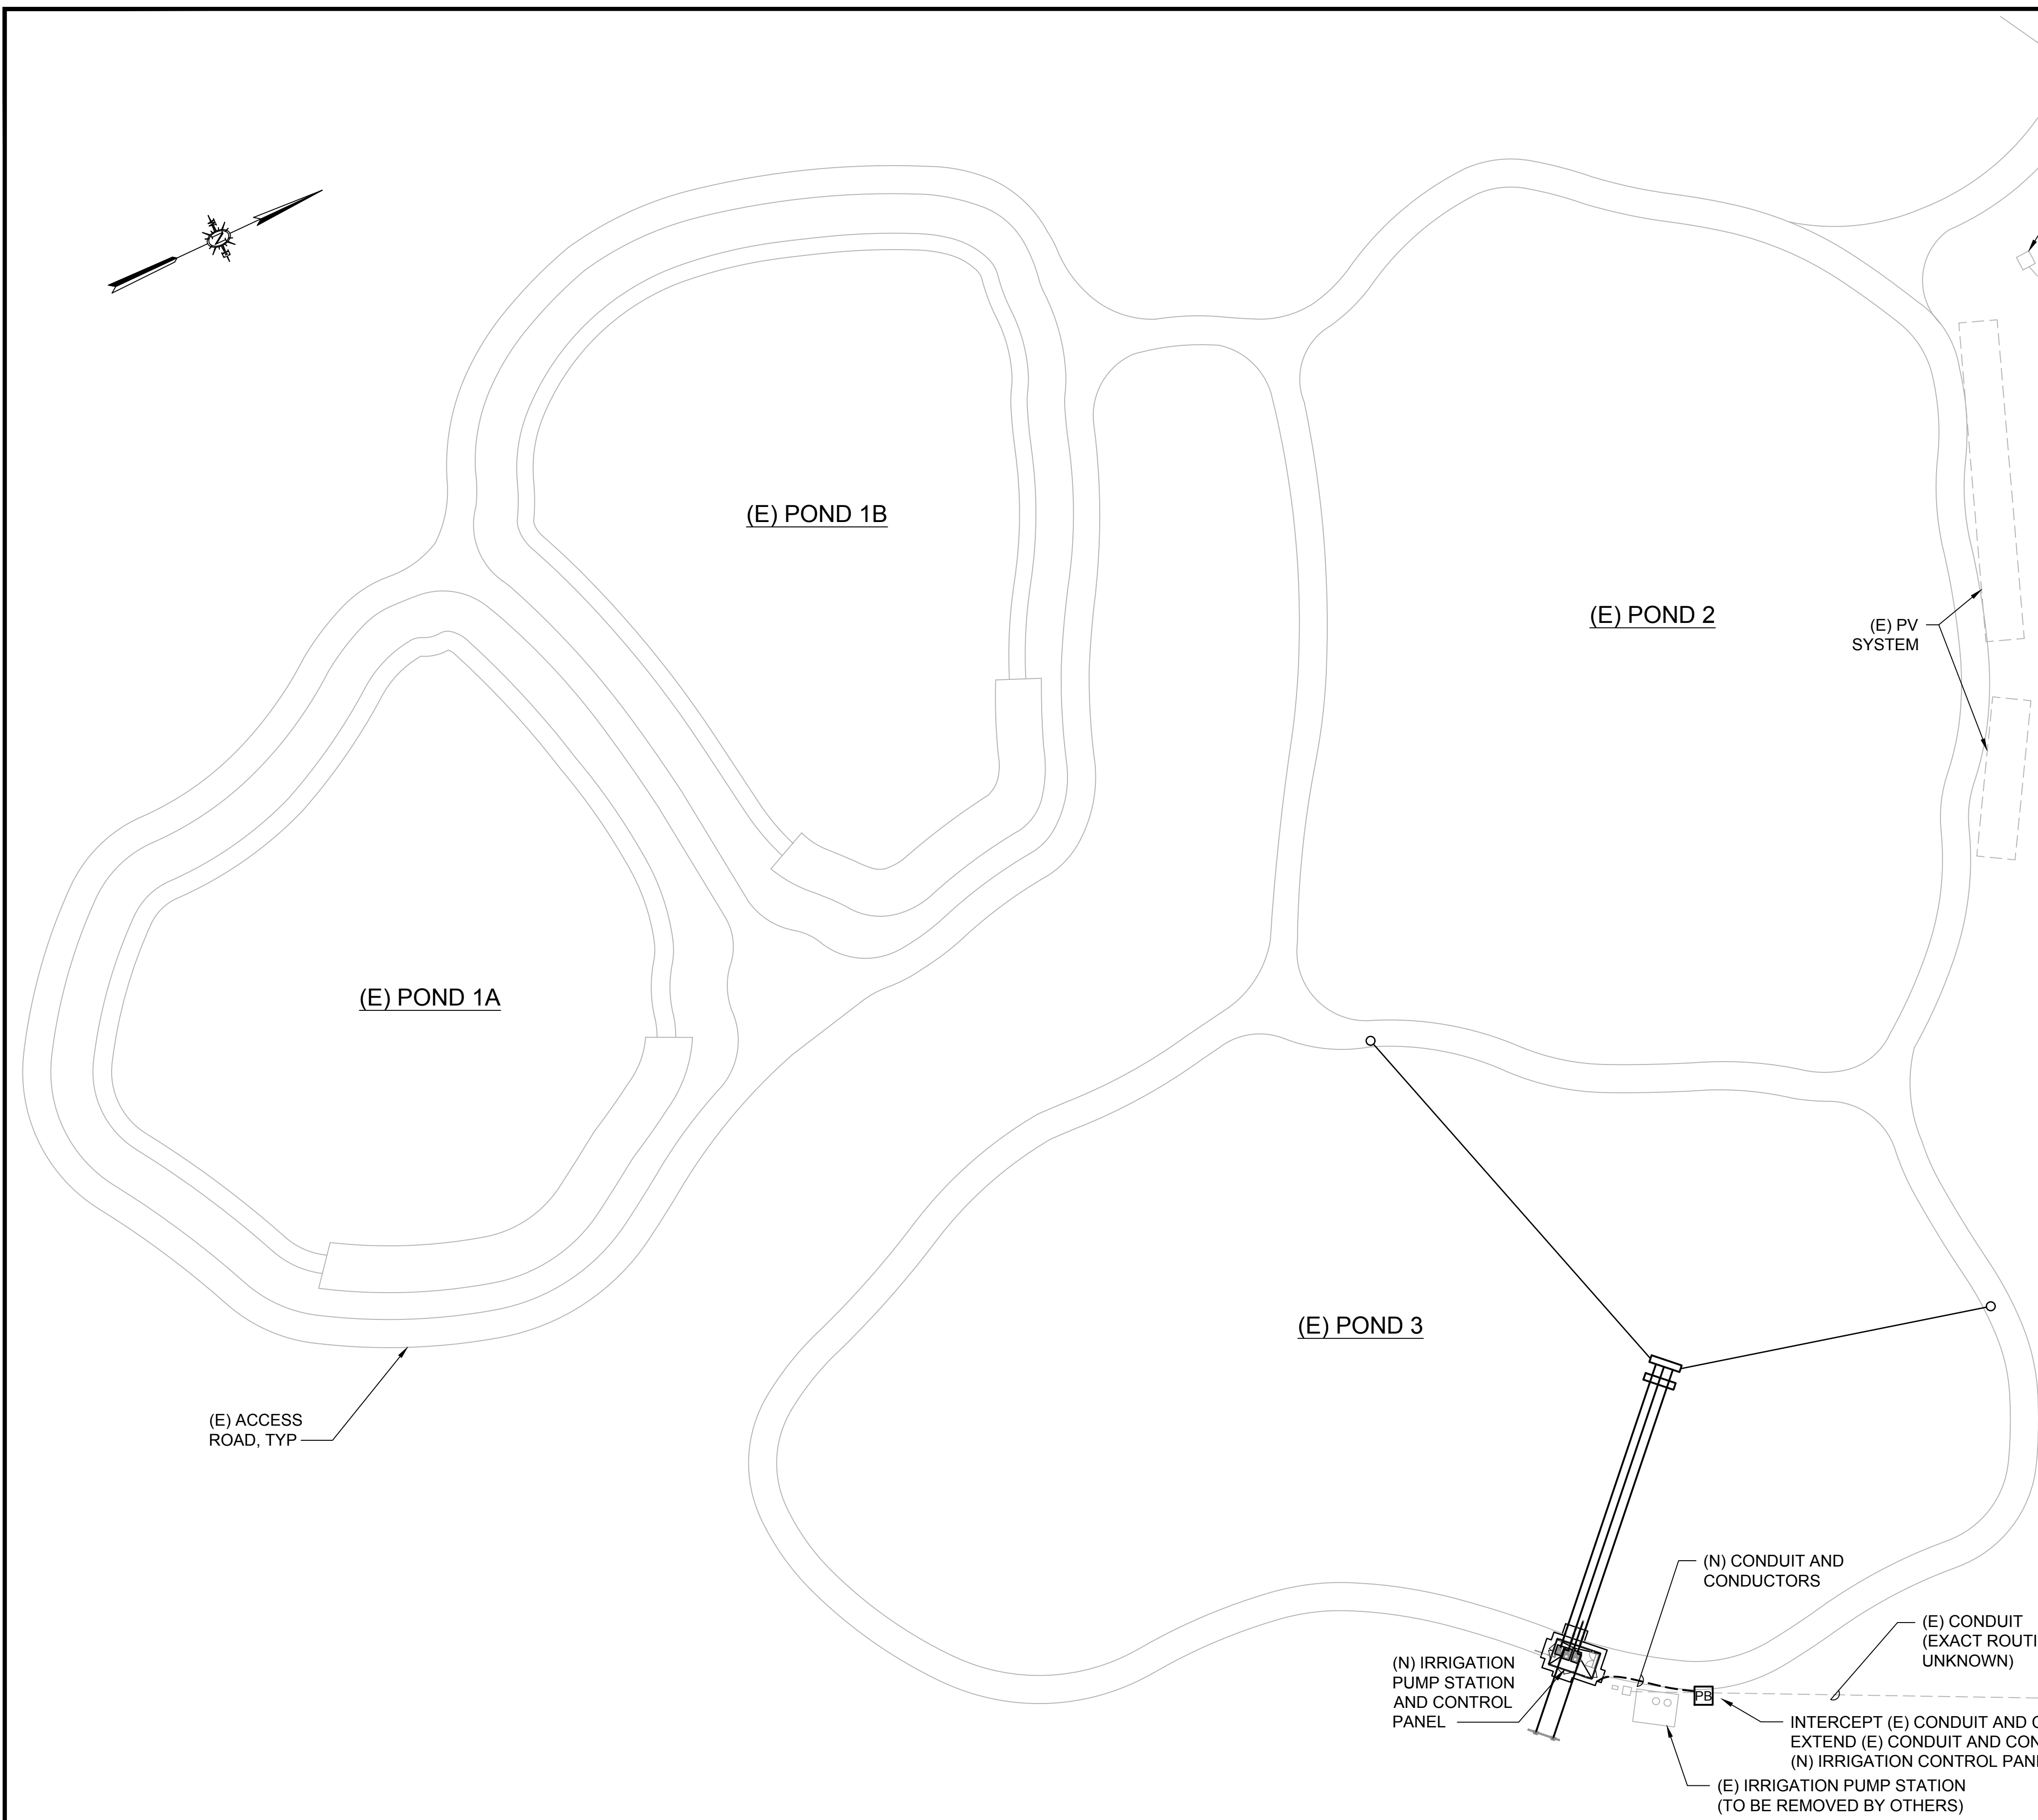 N
(E) POND 1B
(E) POND 2
(E) PV
SYSTEM
(E) POND 1A
(E) POND 3
(E) ACCESS
ROAD, TYP
(N) CONDUIT AND
CONDUCTORS
(E) CONDUIT
(EXACT ROUTI
UNKNOWN)
(N) IRRIGATION
PUMP STATION
AND CONTROL
PANEL
PB
INTERCEPT (E) CONDUIT AND
EXTEND (E) CONDUIT AND CON
(N) IRRIGATION CONTROL PAN
(E) IRRIGATION PUMP STATION
(TO BE REMOVED BY OTHERS)